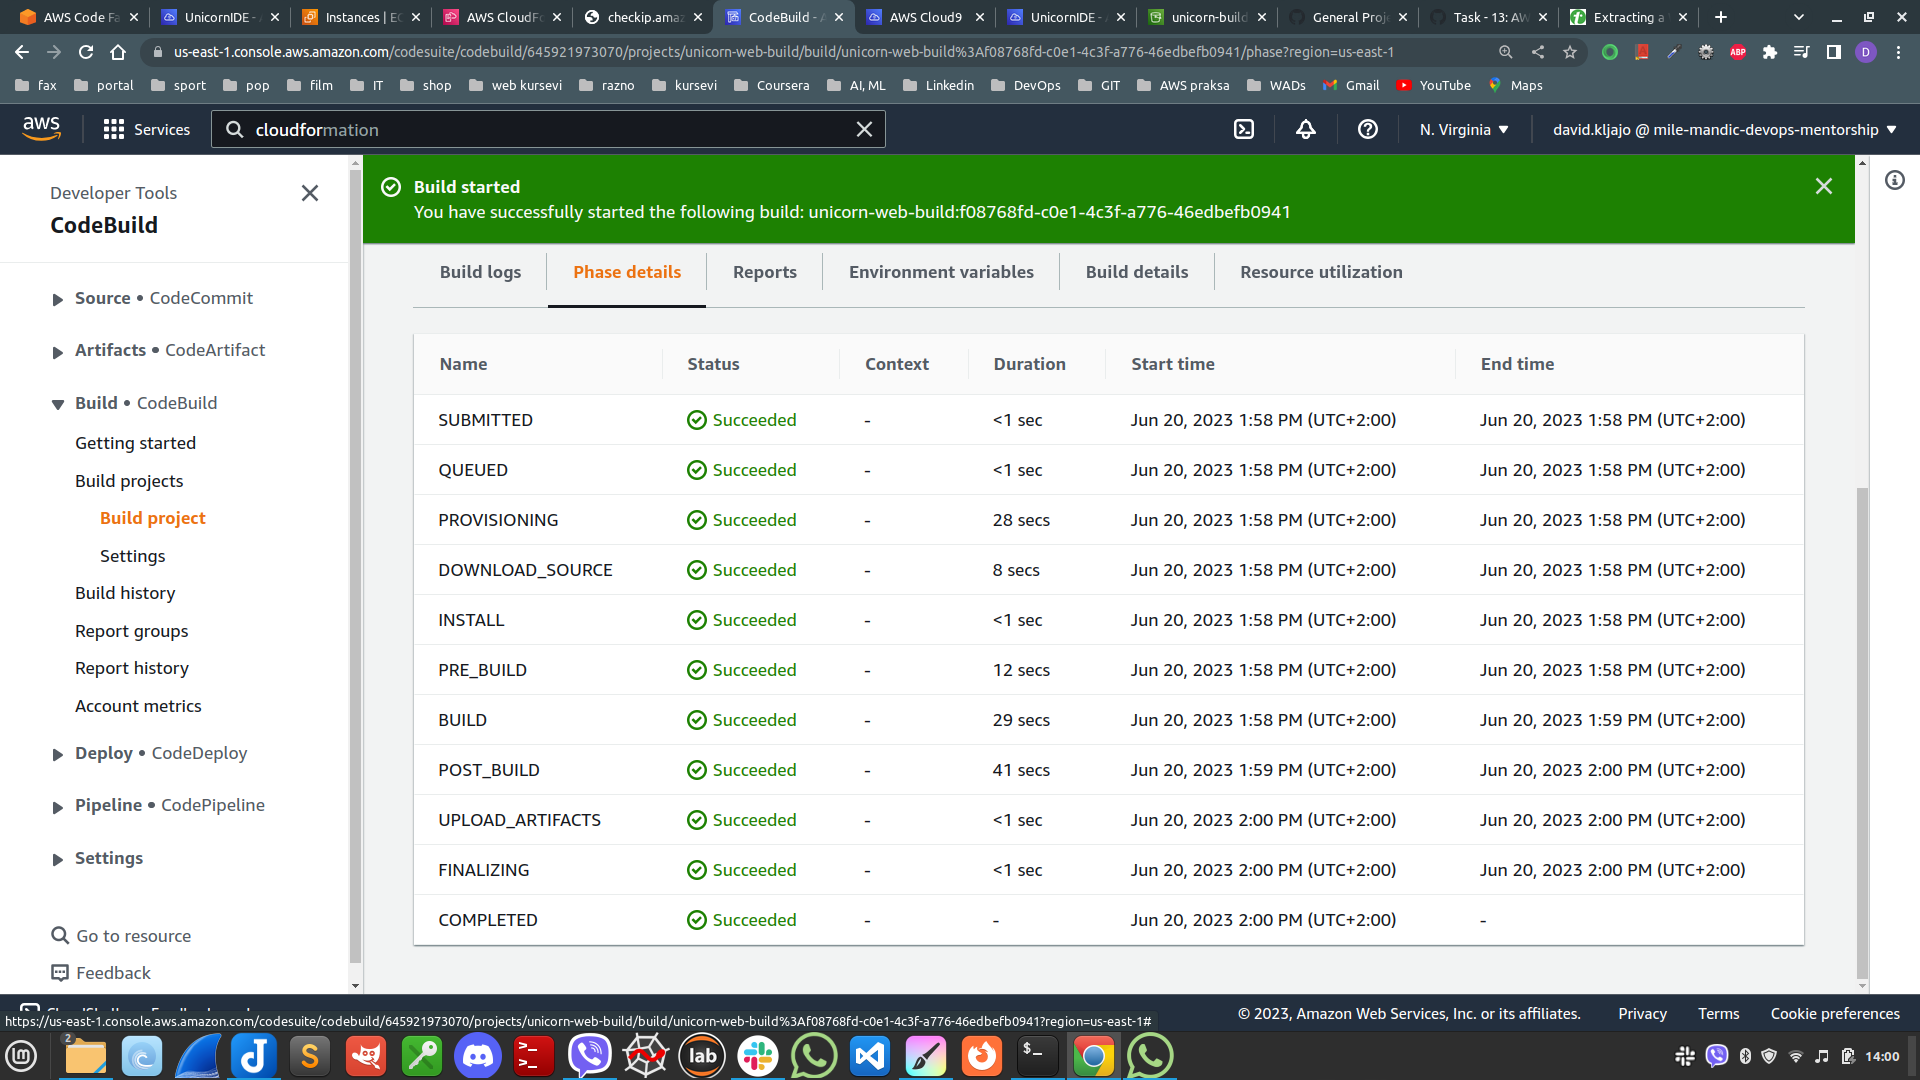 AWS Code Fa
UnicornIDE - A
Instances | EC
AWS CloudFo
checkip.amaz
CodeBuild - A
AWS Cloud9
UnicornIDE - A
unicorn-build
General Proje
Task - 13: AW
Extracting a
us-east-1.console.aws.amazon.com/codesuite/codebuild/645921973070/projects/unicorn-web-build/build/unicorn-web-build%3Af08768fd-c0e1-4c3f-a776-46edbefb0941/phase?region=us-east-1
ABP
D
fax portal sport pop film IT shop web kursevi razno kursevi Coursera AI, ML Linkedin DevOps GIT AWS praksa WADs Gmail YouTube Maps
aws Services cloudformation N. Virginia david.kljajo @ mile-mandic-devops-mentorship
Developer Tools
CodeBuild
Source • CodeCommit
Artifacts • CodeArtifact
Build • CodeBuild
Getting started
Build projects
Build project
Settings
Build history
Report groups
Report history
Account metrics
Deploy • CodeDeploy
Pipeline • CodePipeline
Settings
Go to resource
Feedback
Build started
You have successfully started the following build: unicorn-web-build:f08768fd-c0e1-4c3f-a776-46edbefb0941
Build logs Phase details Reports Environment variables Build details Resource utilization
Name Status Context Duration Start time End time
SUBMITTED Succeeded - <1 sec Jun 20, 2023 1:58 PM (UTC+2:00) Jun 20, 2023 1:58 PM (UTC+2:00)
QUEUED Succeeded - <1 sec Jun 20, 2023 1:58 PM (UTC+2:00) Jun 20, 2023 1:58 PM (UTC+2:00)
PROVISIONING Succeeded - 28 secs Jun 20, 2023 1:58 PM (UTC+2:00) Jun 20, 2023 1:58 PM (UTC+2:00)
DOWNLOAD_SOURCE Succeeded - 8 secs Jun 20, 2023 1:58 PM (UTC+2:00) Jun 20, 2023 1:58 PM (UTC+2:00)
INSTALL Succeeded - <1 sec Jun 20, 2023 1:58 PM (UTC+2:00) Jun 20, 2023 1:58 PM (UTC+2:00)
PRE_BUILD Succeeded - 12 secs Jun 20, 2023 1:58 PM (UTC+2:00) Jun 20, 2023 1:58 PM (UTC+2:00)
BUILD Succeeded - 29 secs Jun 20, 2023 1:58 PM (UTC+2:00) Jun 20, 2023 1:59 PM (UTC+2:00)
POST_BUILD Succeeded - 41 secs Jun 20, 2023 1:59 PM (UTC+2:00) Jun 20, 2023 2:00 PM (UTC+2:00)
UPLOAD_ARTIFACTS Succeeded - <1 sec Jun 20, 2023 2:00 PM (UTC+2:00) Jun 20, 2023 2:00 PM (UTC+2:00)
FINALIZING Succeeded - <1 sec Jun 20, 2023 2:00 PM (UTC+2:00) Jun 20, 2023 2:00 PM (UTC+2:00)
COMPLETED Succeeded - - Jun 20, 2023 2:00 PM (UTC+2:00) -
© 2023, Amazon Web Services, Inc. or its affiliates. Privacy Terms Cookie preferences
https://us-east-1.console.aws.amazon.com/codesuite/codebuild/645921973070/projects/unicorn-web-build/build/unicorn-web-build%3Af08768fd-c0e1-4c3f-a776-46edbefb0941?region=us-east-1#
2
lab
14:00